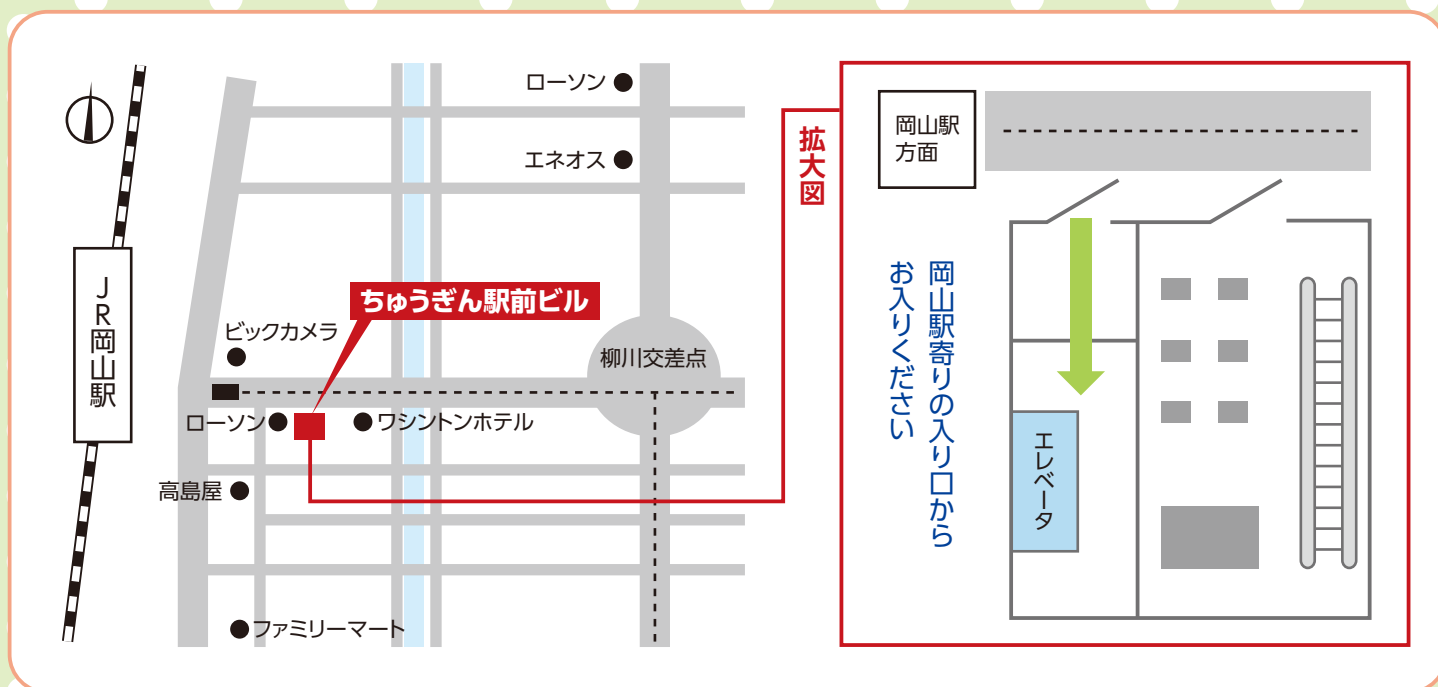 ローソン
エネオス
JR岡山駅
ちゅうぎん駅前ビル
ビックカメラ
柳川交差点
ローソン
ワシントンホテル
高島屋
ファミリーマート
拡大図
岡山駅
方面
岡山駅寄りの入り口から
お入りください
エレベータ